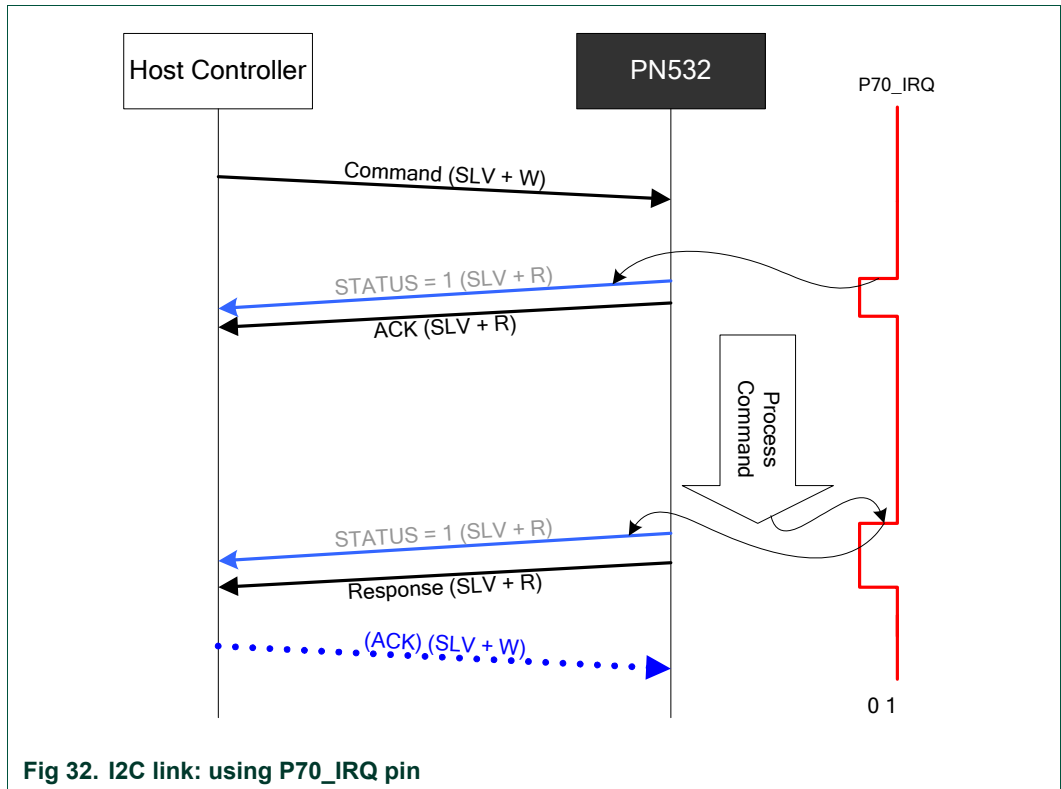 Host Controller
PN532
P70_IRQ
Command (SLV + W)
STATUS = 1 (SLV + R)
ACK (SLV + R)
Process
Command
STATUS = 1 (SLV + R)
Response (SLV + R)
(ACK) (SLV + W)
0 1
Fig 32. I2C link: using P70_IRQ pin